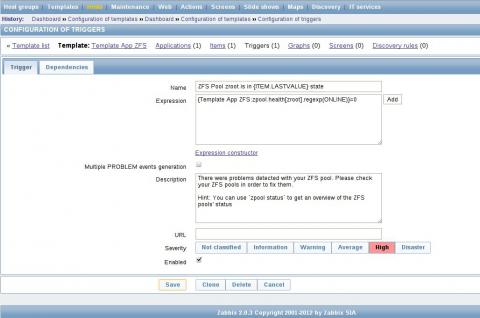 Host groups | Templates | Hosts | Maintenance | Web | Actions | Screens | Slide shows | Maps | Discovery | IT services
History: Dashboard » Configuration of templates » Dashboard » Configuration of templates » Configuration of triggers
CONFIGURATION OF TRIGGERS
« Template list Template: Template App ZFS Applications (1) Items (1) Triggers (1) Graphs (0) Screens (0) Discovery rules (0)
Trigger Dependencies
Name ZFS Pool zroot is in {ITEM.LASTVALUE} state
Expression {Template App ZFS:zpool.health[zroot].regexp(ONLINE)}=0 Add
Expression constructor
Multiple PROBLEM events generation
Description There were problems detected with your ZFS pool. Please check
your ZFS pools in order to fix them.
Hint: You can use `zpool status` to get an overview of the ZFS
pools' status
URL
Severity Not classified Information Warning Average High Disaster
Enabled
Save Clone Delete Cancel
Zabbix 2.0.3 Copyright 2001-2012 by Zabbix SIA